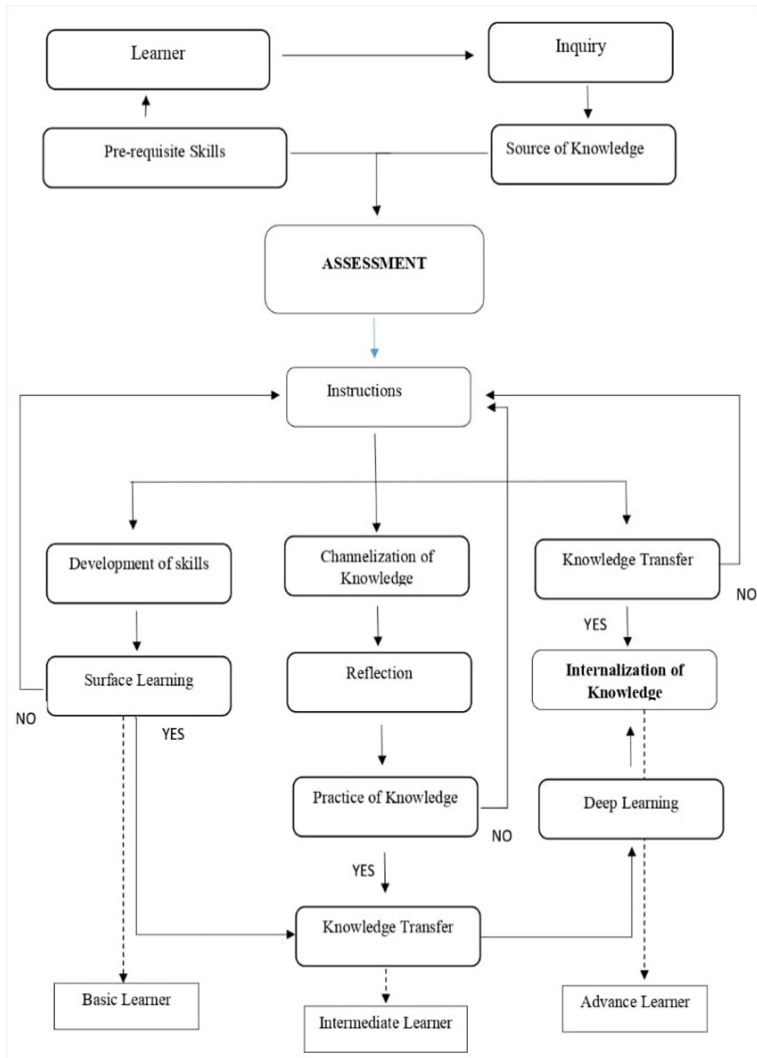 Learner
Inquiry
Pre-requisite Skills
Source of Knowledge
ASSESSMENT
Instructions
Development of skills
Channelization of
Knowledge
Knowledge Transfer
NO
YES
Surface Learning
Reflection
Internalization of
Knowledge
NO
YES
Practice of Knowledge
Deep Learning
NO
YES
Knowledge Transfer
Basic Learner
Intermediate Learner
Advance Learner